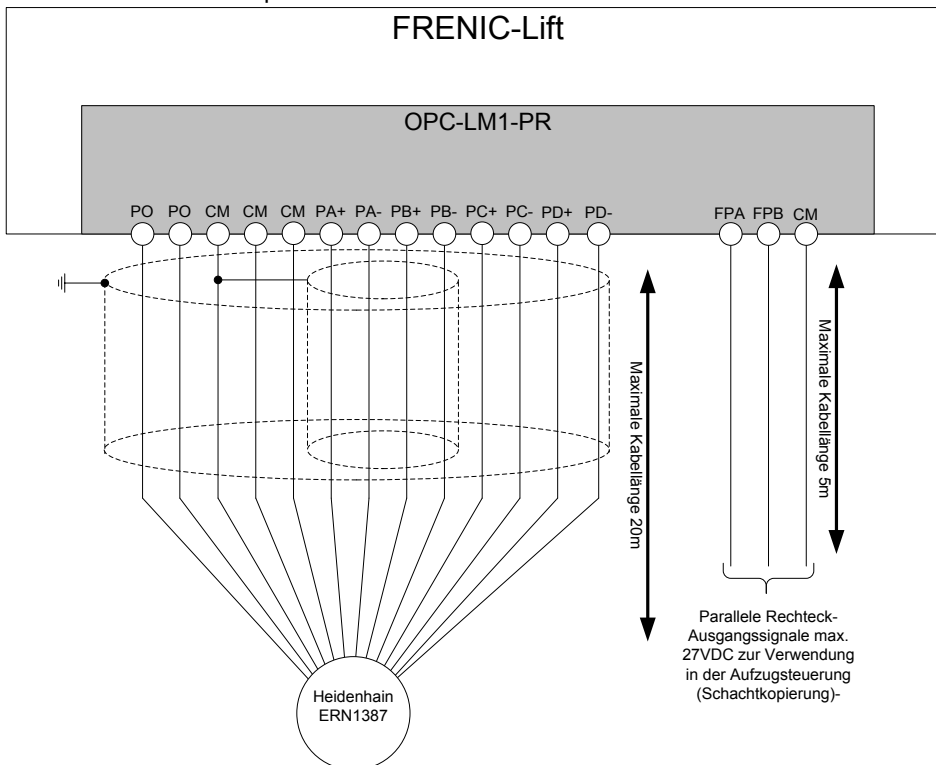 FRENIC-Lift
OPC-LM1-PR
PO PO CM CM CM PA+ PA- PB+ PB- PC+ PC- PD+ PD- FPA FPB CM
Maximale Kabellänge 20m
Maximale Kabellänge 5m
Parallele Rechteck-
Ausgangssignale max.
27VDC zur Verwendung
in der Aufzugsteuerung
(Schachtkopierung)-
Heidenhain
ERN1387